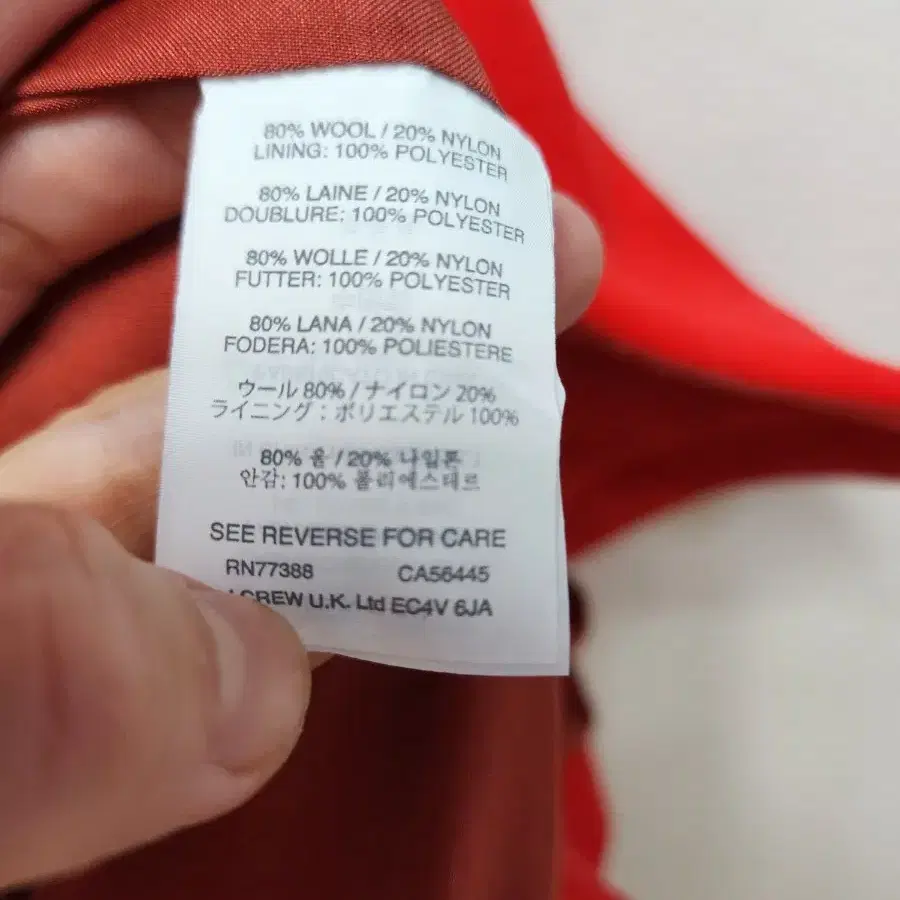 80% WOOL / 20% NYLON
LINING: 100% POLYESTER
80% LAINE / 20% NYLON
DOUBLURE: 100% POLYESTER
80% WOLLE / 20% NYLON
FUTTER: 100% POLYESTER
80% LANA / 20% NYLON
FODERA: 100% POLIESTERE
ウール 80% / ナイロン 20%
ライニング : ポリエステル 100%
80% 울 / 20% 나일론
안감: 100% 폴리에스테르
SEE REVERSE FOR CARE
RN77388 CA56445
CREW U.K. Ltd EC4V 6JA